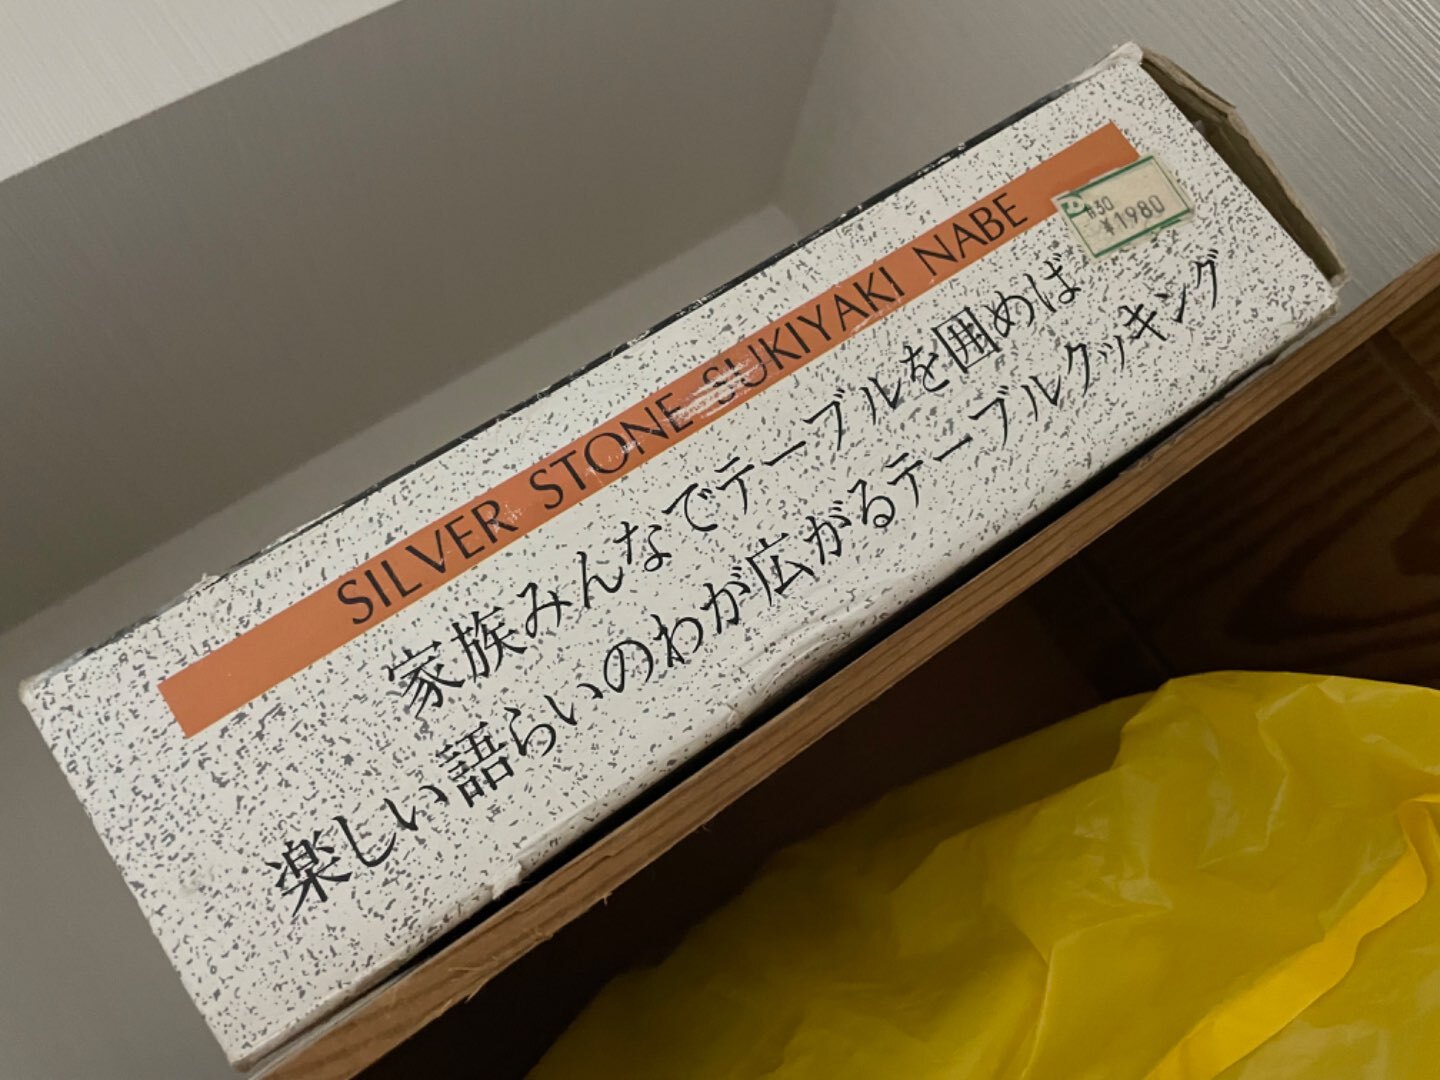 SILVER STONE SUKIYAKI NABE
830
¥1980
家族みんなでテーブルを囲めば
楽しい語らいのわが広がるテーブルクッキング